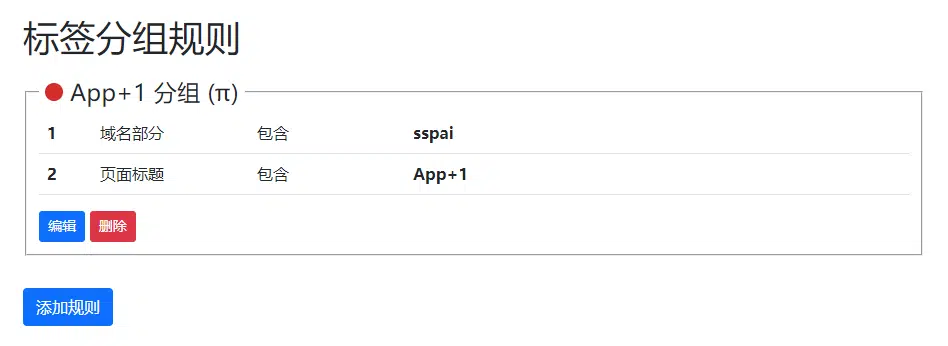 标签分组规则
App+1 分组 (π)
1 域名部分 包含 sspai
2 页面标题 包含 App+1
编辑 删除
添加规则